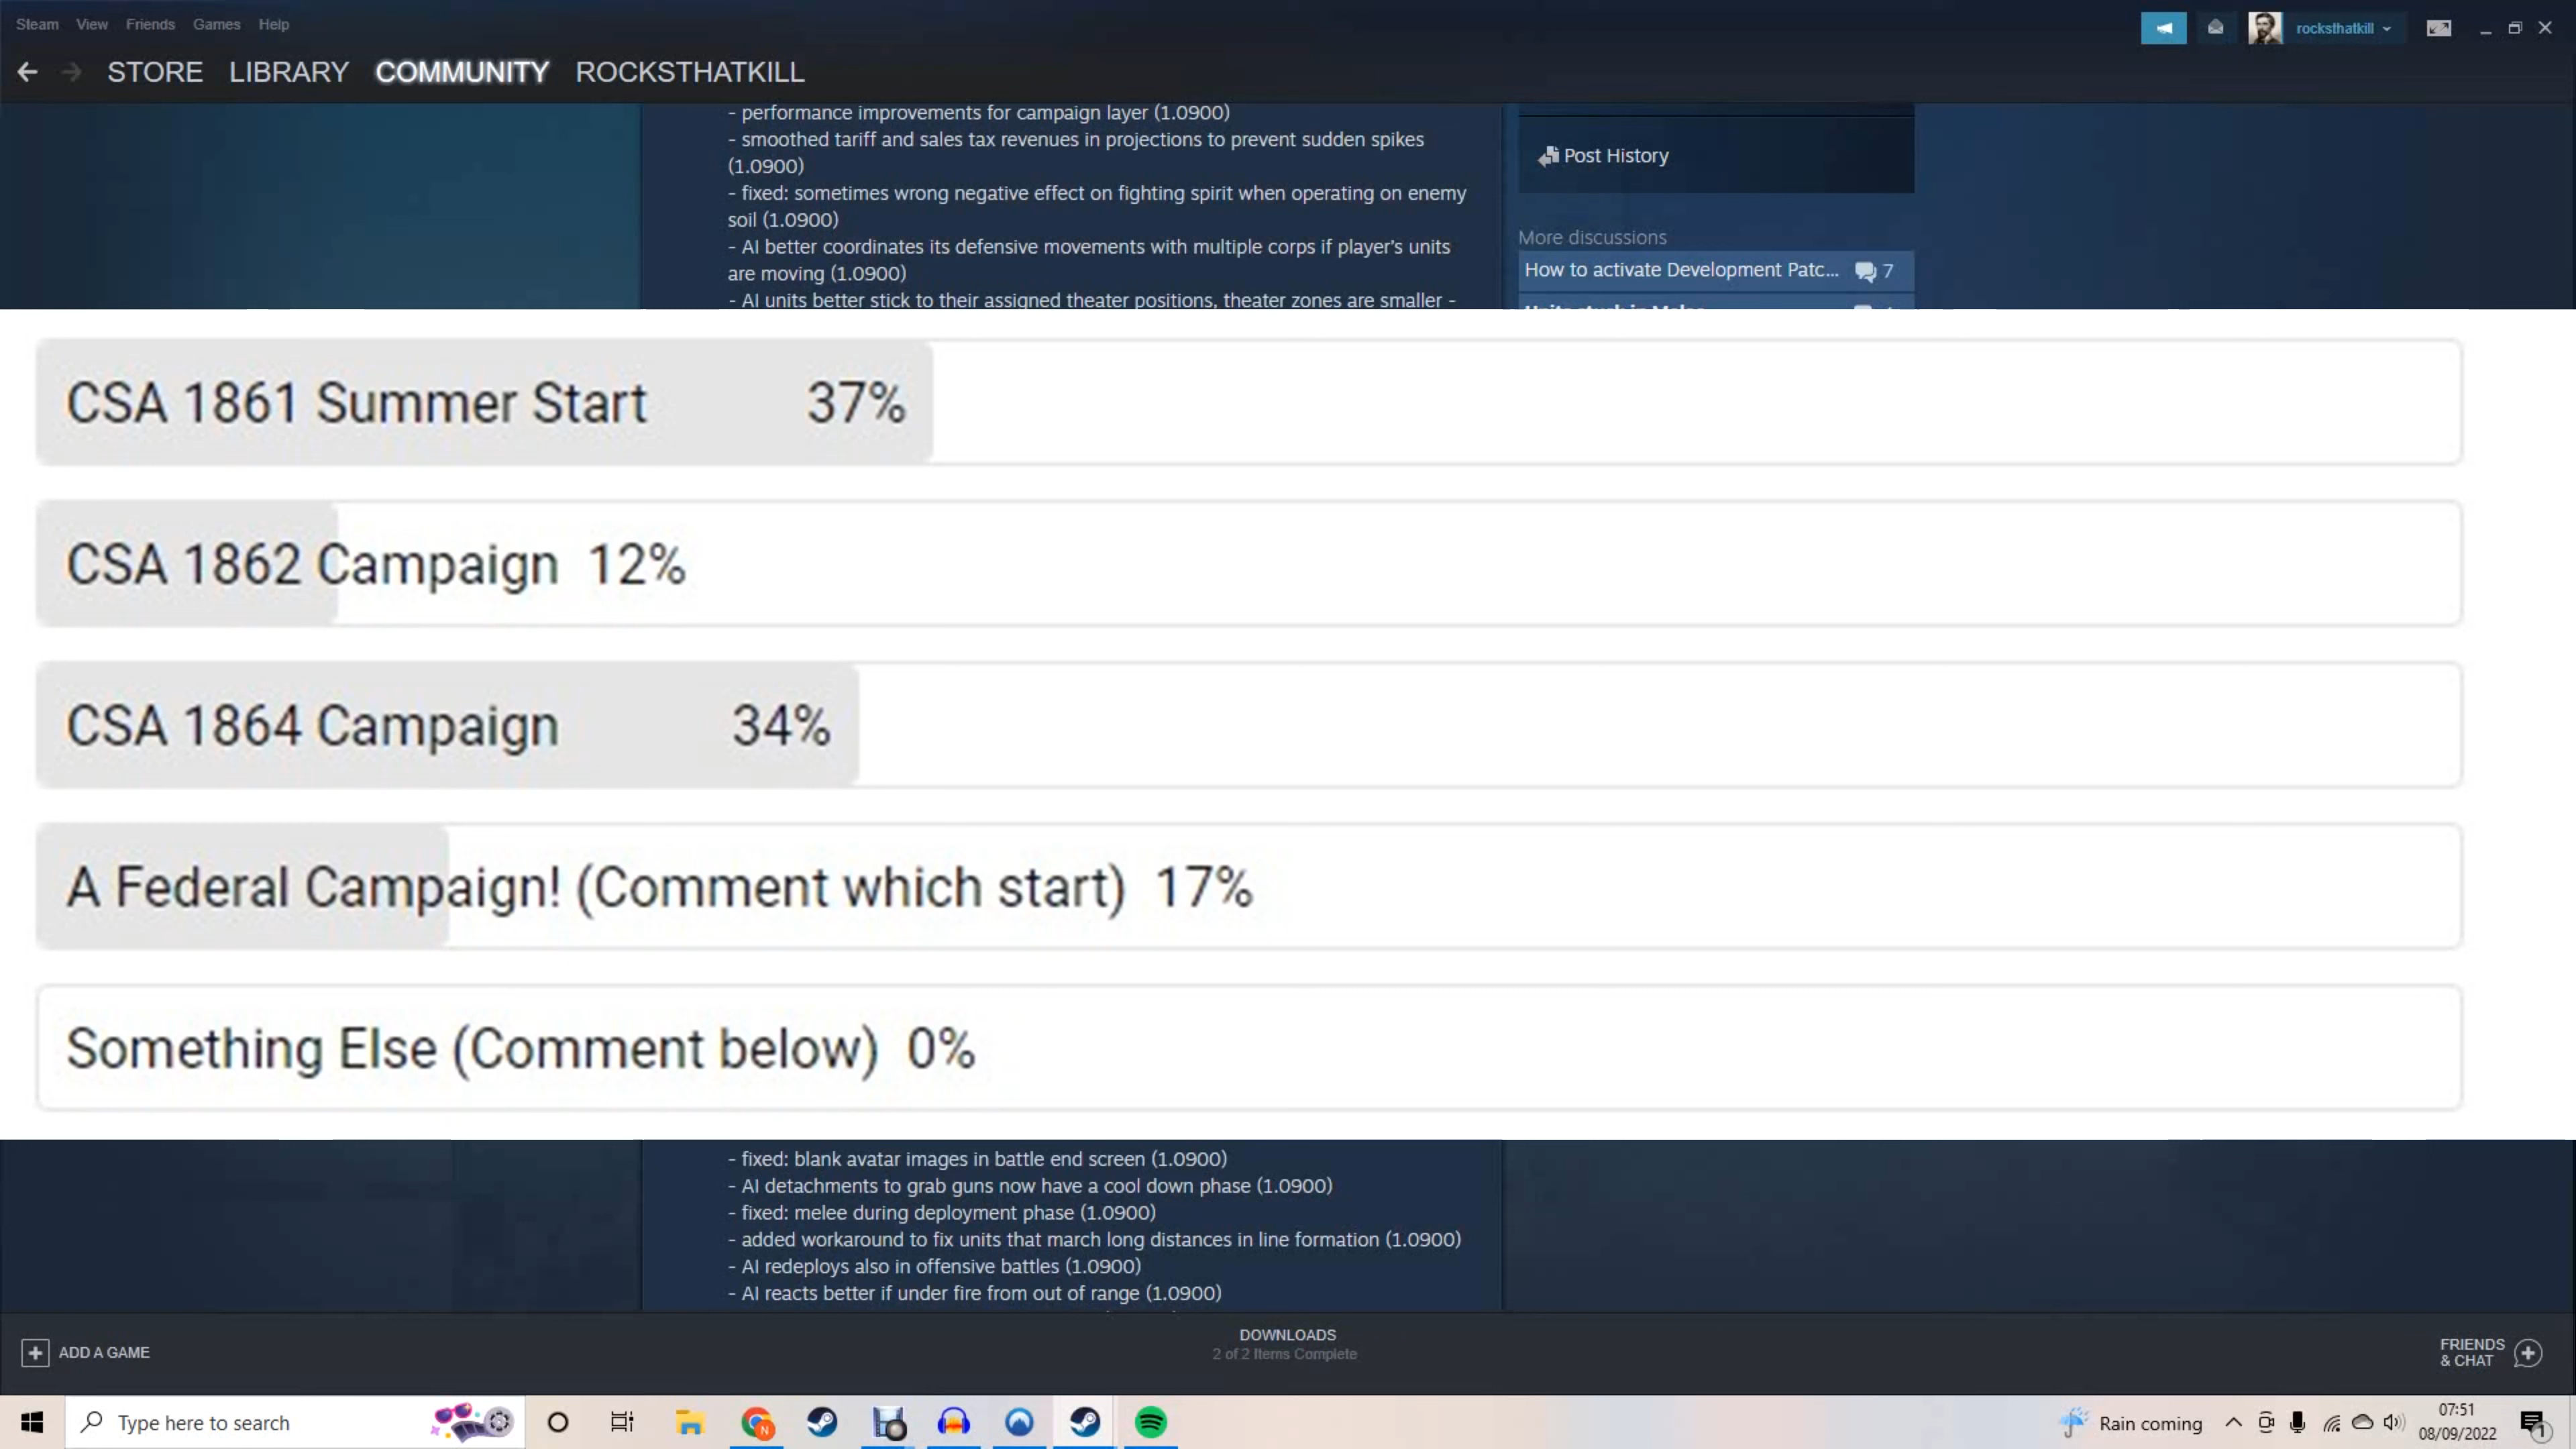 Steam View Friends Games Help
rocksthatkill
STORE LIBRARY COMMUNITY ROCKSTHATKILL
- performance improvements for campaign layer (1.0900)
- smoothed tariff and sales tax revenues in projections to prevent sudden spikes
(1.0900)
- fixed: sometimes wrong negative effect on fighting spirit when operating on enemy
soil (1.0900)
- AI better coordinates its defensive movements with multiple corps if player's units
are moving (1.0900)
- AI units better stick to their assigned theater positions, theater zones are smaller -
Post History
More discussions
How to activate Development Patc... 7
CSA 1861 Summer Start 37%
CSA 1862 Campaign 12%
CSA 1864 Campaign 34%
A Federal Campaign! (Comment which start) 17%
Something Else (Comment below) 0%
- fixed: blank avatar images in battle end screen (1.0900)
- AI detachments to grab guns now have a cool down phase (1.0900)
- fixed: melee during deployment phase (1.0900)
- added workaround to fix units that march long distances in line formation (1.0900)
- AI redeploys also in offensive battles (1.0900)
- AI reacts better if under fire from out of range (1.0900)
ADD A GAME
DOWNLOADS
2 of 2 Items Complete
FRIENDS
& CHAT
Type here to search
N
Rain coming
07:51
08/09/2022
1